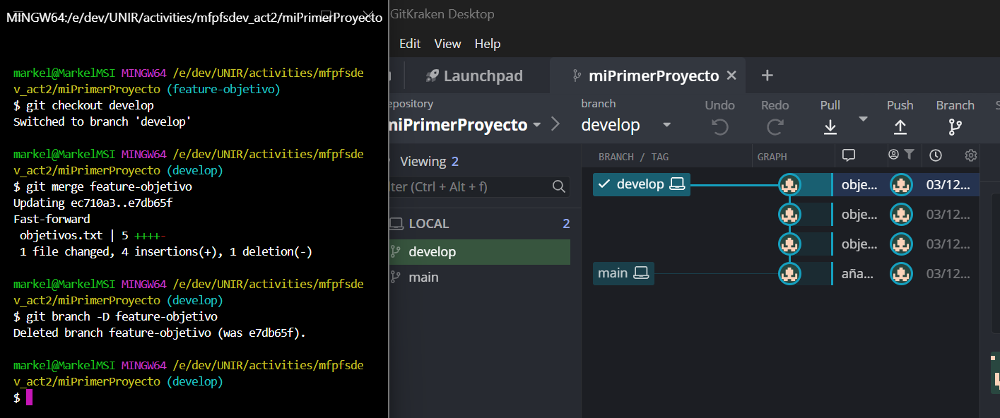 MINGW64:/e/dev/UNIR/activities/mfpfsdev_act2/miPrimerProyecto
markel@MarkelMSI MINGW64 /e/dev/UNIR/activities/mfpfsde
v_act2/miPrimerProyecto (feature-objetivo)
$ git checkout develop
Switched to branch 'develop'
markel@MarkelMSI MINGW64 /e/dev/UNIR/activities/mfpfsde
v_act2/miPrimerProyecto (develop)
$ git merge feature-objetivo
Updating ec710a3..e7db65f
Fast-forward
objetivos.txt | 5 ++++-
1 file changed, 4 insertions(+), 1 deletion(-)
markel@MarkelMSI MINGW64 /e/dev/UNIR/activities/mfpfsde
v_act2/miPrimerProyecto (develop)
$ git branch -D feature-objetivo
Deleted branch feature-objetivo (was e7db65f).
markel@MarkelMSI MINGW64 /e/dev/UNIR/activities/mfpfsde
v_act2/miPrimerProyecto (develop)
$
GitKraken Desktop
Edit View Help
Launchpad
miPrimerProyecto
epository
miPrimerProyecto
branch
develop
Undo
Redo
Pull
Push
Branch
Viewing 2
lter (Ctrl + Alt + f)
LOCAL 2
develop
main
BRANCH / TAG
GRAPH
develop obje... 03/12...
obje... 03/12...
obje... 03/12...
main aña... 03/12...